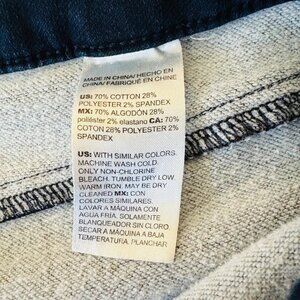 MADE IN CHINA/ HECHO EN
CHINA/ FABRIQUÉ EN CHINA
US: 70% COTTON 28%
POLYESTER 2% SPANDEX
MX: 70% ALGODÓN 28%
poliéster 2% elastano CA: 70%
COTON 28% POLYESTER 2%
SPANDEX
US: WITH SIMILAR COLORS.
MACHINE WASH COLD.
ONLY NON-CHLORINE
BLEACH. TUMBLE DRY LOW
WARM IRON. MAY BE DRY
CLEANED MX: CON
COLORES SIMILARES.
LAVAR A MÁQUINA CON
AGUA FRÍA. SOLAMENTE
BLANQUEADOR SIN CLORO.
SECAR A MÁQUINA A BAJA
TEMPERATURA. PLANCHAR